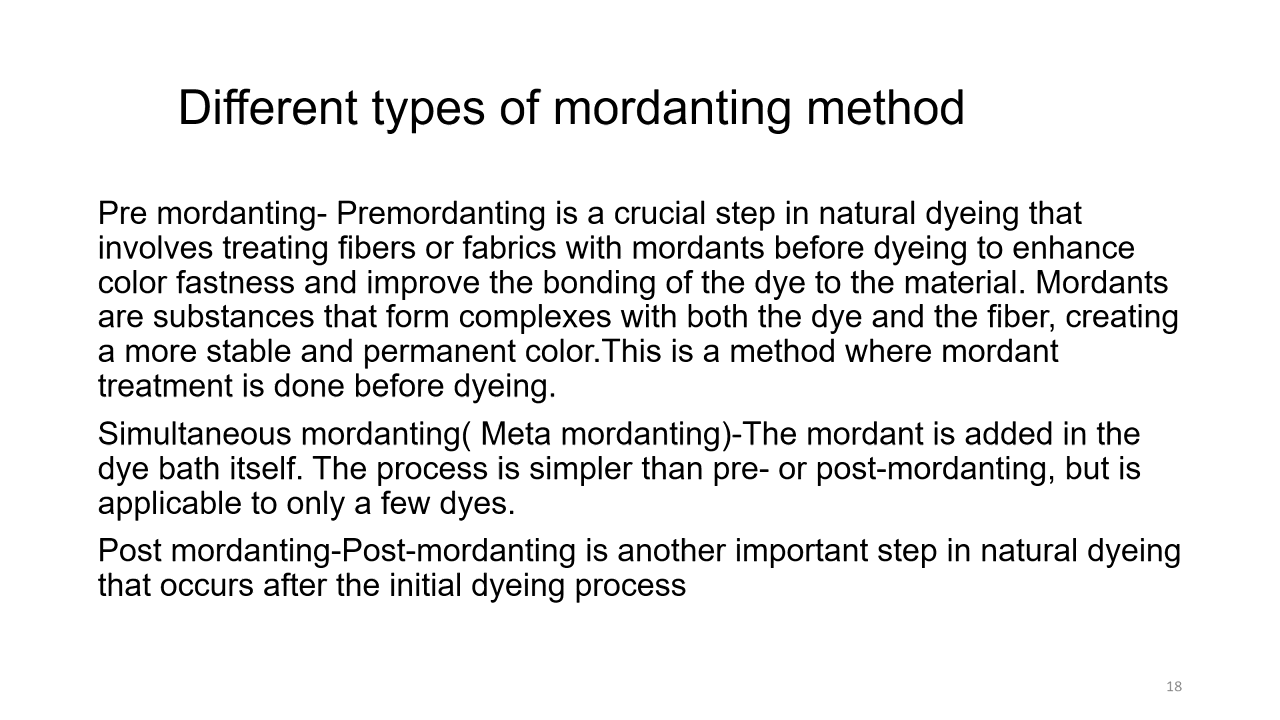 Different types of mordanting method
Pre mordanting- Premordanting is a crucial step in natural dyeing that
involves treating fibers or fabrics with mordants before dyeing to enhance
color fastness and improve the bonding of the dye to the material. Mordants
are substances that form complexes with both the dye and the fiber, creating
a more stable and permanent color.This is a method where mordant
treatment is done before dyeing.
Simultaneous mordanting( Meta mordanting)-The mordant is added in the
dye bath itself. The process is simpler than pre- or post-mordanting, but is
applicable to only a few dyes.
Post mordanting-Post-mordanting is another important step in natural dyeing
that occurs after the initial dyeing process
18